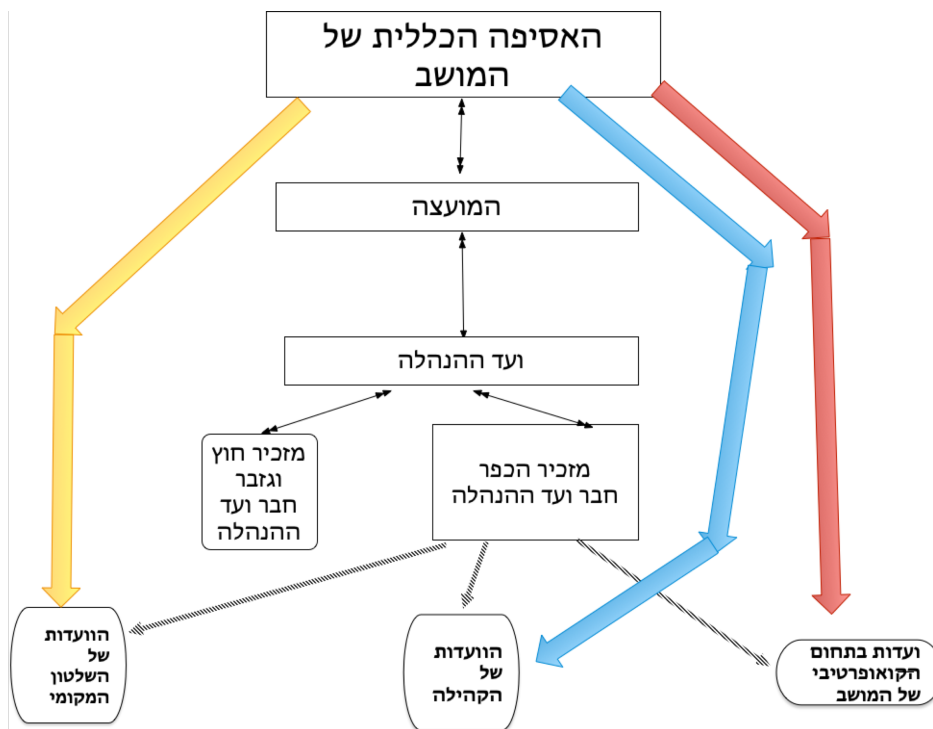 האסיפה הכללית של
המושב
המועצה
ועד ההנהלה
מזכיר חוץ
וגזבר
חבר ועד
ההנהלה
מזכיר הכפר
חבר ועד ההנהלה
הוועדות
של
השלטון
המקומי
הוועדות
של
הקהילה
ועדות בתחום
הקואופרטיבי
של המושב